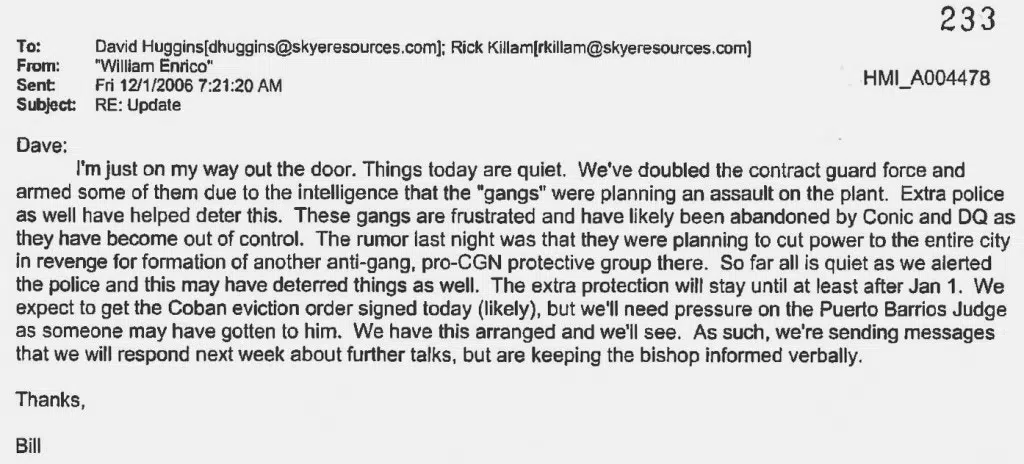 233
To: David Huggins[dhuggins@skyeresources.com]; Rick Killam[rkillam@skyeresources.com]
From: "William Enrico"
Sent: Fri 12/1/2006 7:21:20 AM
HMI_A004478
Subject: RE: Update
Dave:
I'm just on my way out the door. Things today are quiet. We've doubled the contract guard force and
armed some of them due to the intelligence that the "gangs" were planning an assault on the plant. Extra police
as well have helped deter this. These gangs are frustrated and have likely been abandoned by Conic and DQ as
they have become out of control. The rumor last night was that they were planning to cut power to the entire city
in revenge for formation of another anti-gang, pro-CGN protective group there. So far all is quiet as we alerted
the police and this may have deterred things as well. The extra protection will stay until at least after Jan 1. We
expect to get the Coban eviction order signed today (likely), but we'll need pressure on the Puerto Barrios Judge
as someone may have gotten to him. We have this arranged and we'll see. As such, we're sending messages
that we will respond next week about further talks, but are keeping the bishop informed verbally.
Thanks,
Bill